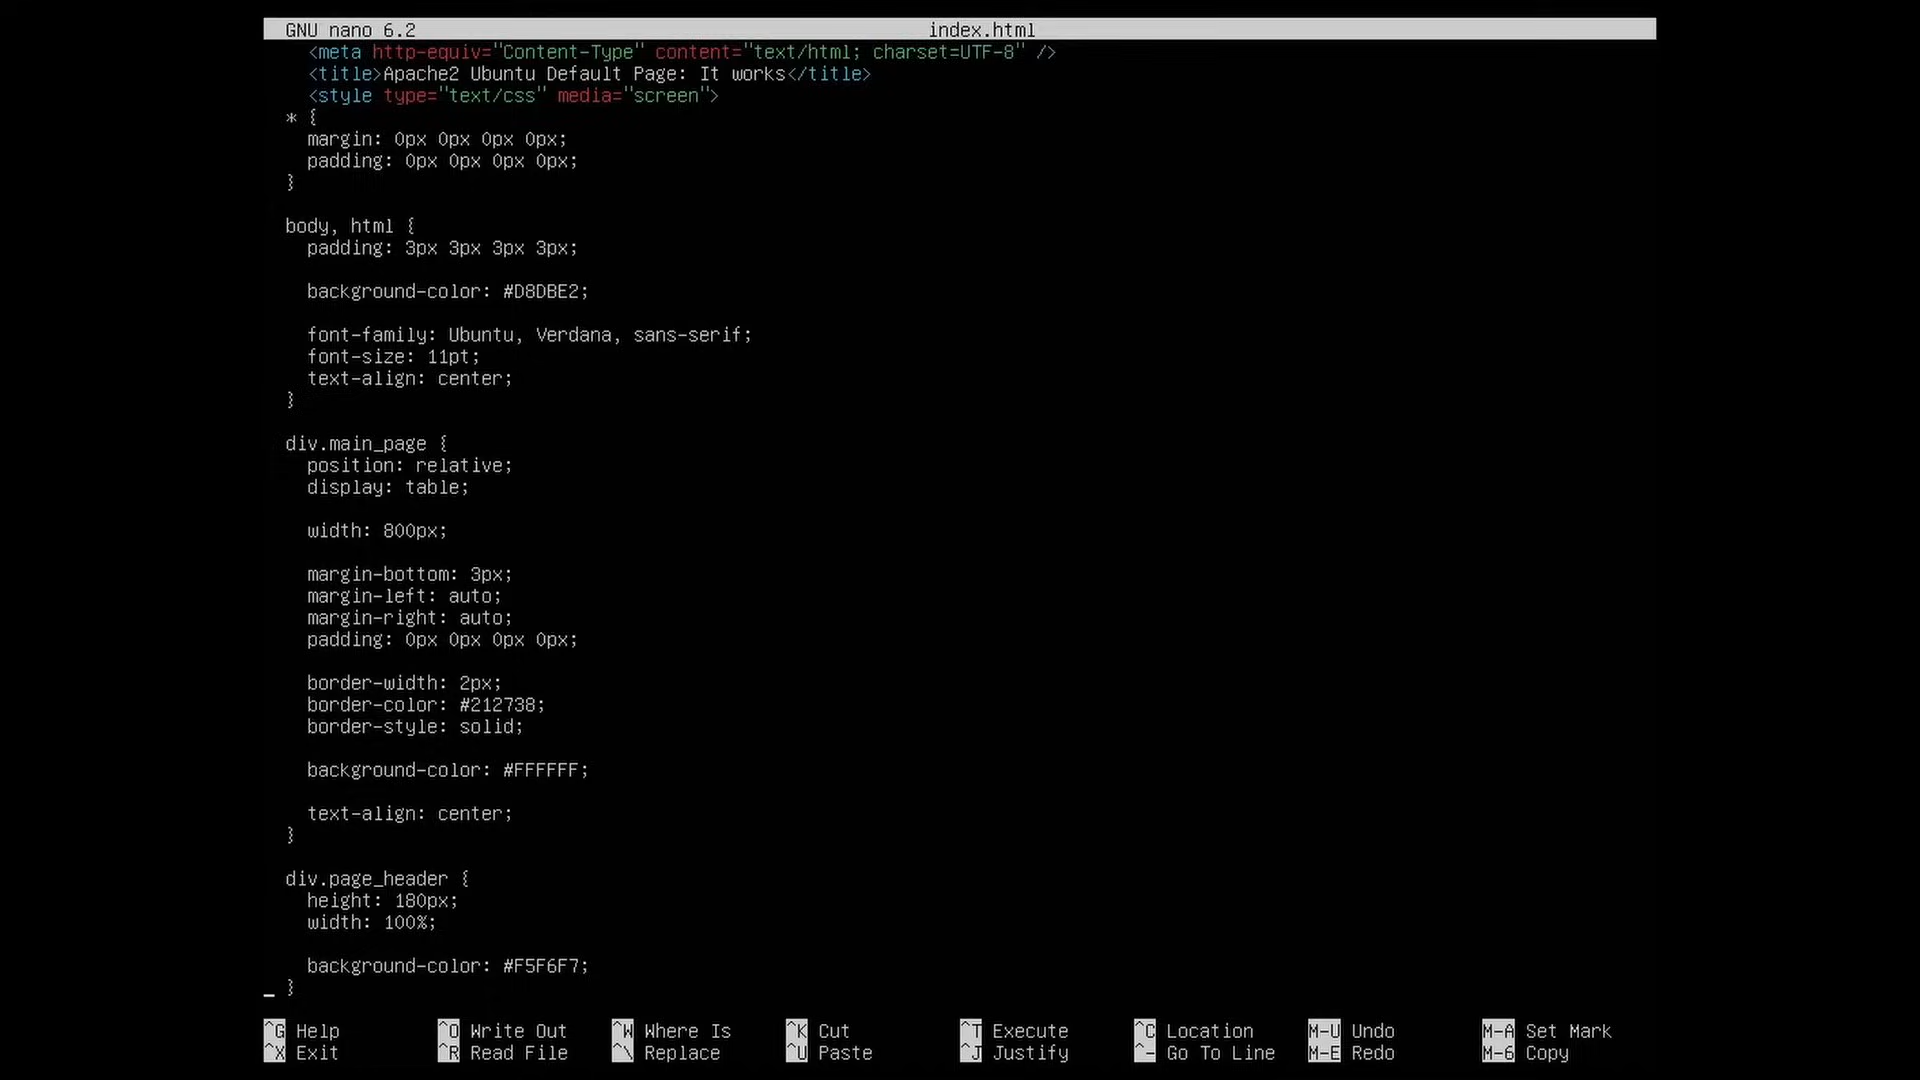 GNU nano 6.2 index.html
<meta http-equiv="Content-Type" content="text/html; charset=UTF-8" />
<title>Apache2 Ubuntu Default Page: It works</title>
<style type="text/css" media="screen">
* {
margin: 0px 0px 0px 0px;
padding: 0px 0px 0px 0px;
}
body, html {
padding: 3px 3px 3px 3px;
background-color: #D8DBE2;
font-family: Ubuntu, Verdana, sans-serif;
font-size: 11pt;
text-align: center;
}
div.main_page {
position: relative;
display: table;
width: 800px;
margin-bottom: 3px;
margin-left: auto;
margin-right: auto;
padding: 0px 0px 0px 0px;
border-width: 2px;
border-color: #212738;
border-style: solid;
background-color: #FFFFFF;
text-align: center;
}
div.page_header {
height: 180px;
width: 100%;
background-color: #F5F6F7;
}
^G Help ^O Write Out ^W Where Is ^K Cut ^T Execute ^C Location M-U Undo M-A Set Mark
^X Exit ^R Read File ^\ Replace ^U Paste ^J Justify ^- Go To Line M-E Redo M-6 Copy